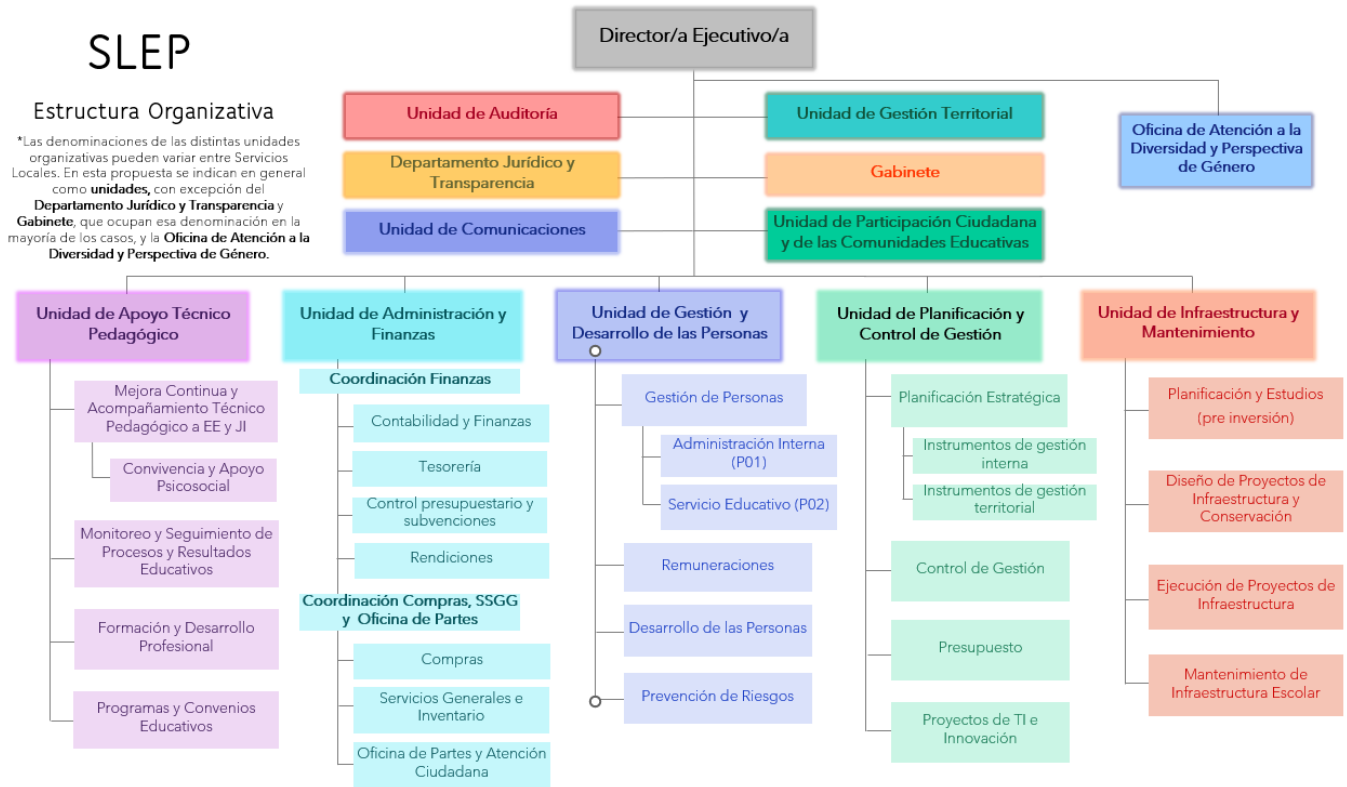 SLEP
Estructura Organizativa
*Las denominaciones de las distintas unidades
organizativas pueden variar entre Servicios
Locales. En esta propuesta se indican en general
como unidades, con excepción del
Departamento Jurídico y Transparencia y
Gabinete, que ocupan esa denominación en la
mayoría de los casos, y la Oficina de Atención a la
Diversidad y Perspectiva de Género.
Director/a Ejecutivo/a
Unidad de Auditoría
Unidad de Gestión Territorial
Oficina de Atención a la
Diversidad y Perspectiva
de Género
Departamento Jurídico y
Transparencia
Gabinete
Unidad de Comunicaciones
Unidad de Participación Ciudadana
y de las Comunidades Educativas
Unidad de Apoyo Técnico
Pedagógico
Mejora Continua y
Acompañamiento Técnico
Pedagógico a EE y JI
Convivencia y Apoyo
Psicosocial
Monitoreo y Seguimiento de
Procesos y Resultados
Educativos
Formación y Desarrollo
Profesional
Programas y Convenios
Educativos
Unidad de Administración y
Finanzas
Coordinación Finanzas
Contabilidad y Finanzas
Tesorería
Control presupuestario y
subvenciones
Rendiciones
Coordinación Compras, SSGG
y Oficina de Partes
Compras
Servicios Generales e
Inventario
Oficina de Partes y Atención
Ciudadana
Unidad de Gestión y
Desarrollo de las Personas
Gestión de Personas
Administración Interna
(P01)
Servicio Educativo (P02)
Remuneraciones
Desarrollo de las Personas
Prevención de Riesgos
Unidad de Planificación y
Control de Gestión
Planificación Estratégica
Instrumentos de gestión
interna
Instrumentos de gestión
territorial
Control de Gestión
Presupuesto
Proyectos de TI e
Innovación
Unidad de Infraestructura y
Mantenimiento
Planificación y Estudios
(pre inversión)
Diseño de Proyectos de
Infraestructura y
Conservación
Ejecución de Proyectos de
Infraestructura
Mantenimiento de
Infraestructura Escolar